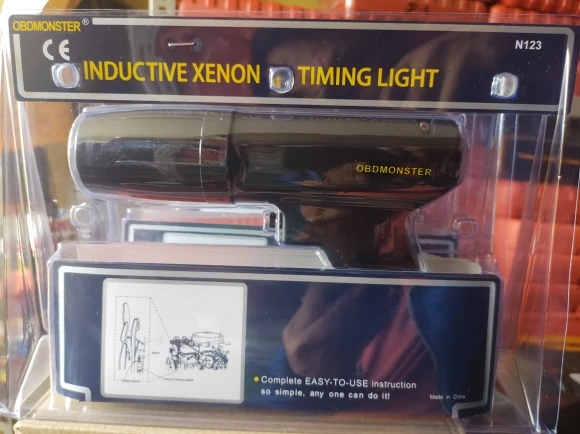 OBDMONSTER®
CE
N123
INDUCTIVE XENON TIMING LIGHT
OBDMONSTER
Complete EASY-TO-USE instruction
so simple, any one can do it!
Made in China